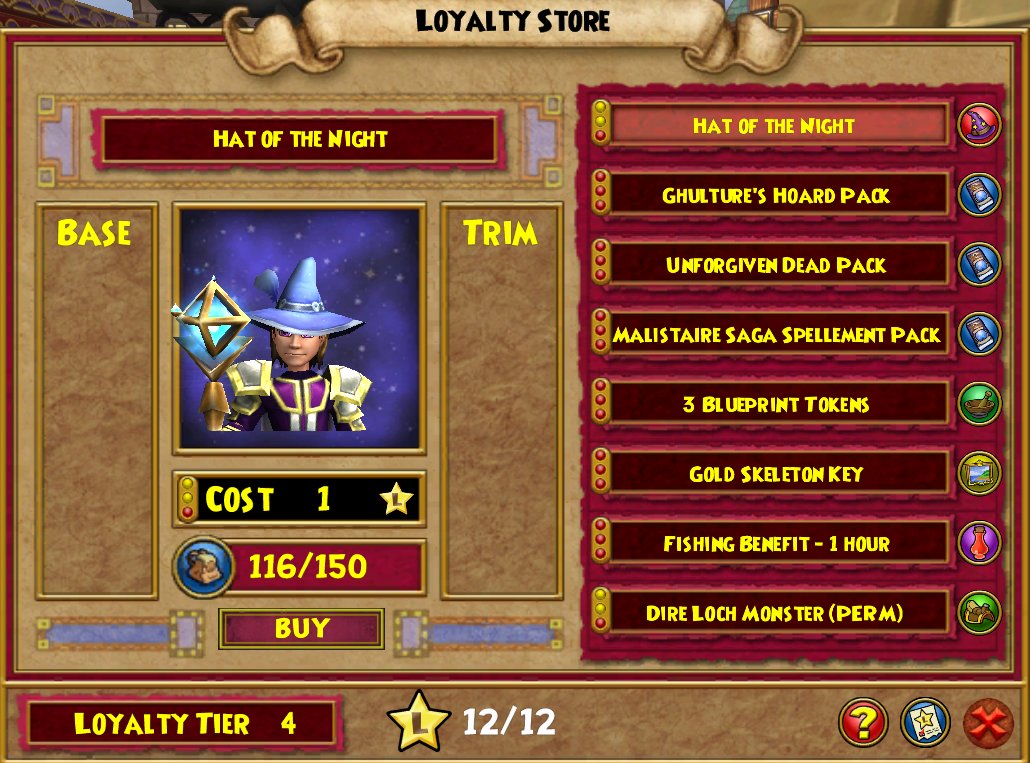 Loyalty Store
Hat of the Night
Base
Trim
Cost 1
L
116/150
BUY
Hat of the Night
Ghulture's Hoard Pack
Unforgiven Dead Pack
Malistaire Saga Spellement Pack
3 Blueprint Tokens
Gold Skeleton Key
Fishing Benefit - 1 hour
Dire Loch Monster (PERM)
Loyalty Tier 4
L
12/12
?